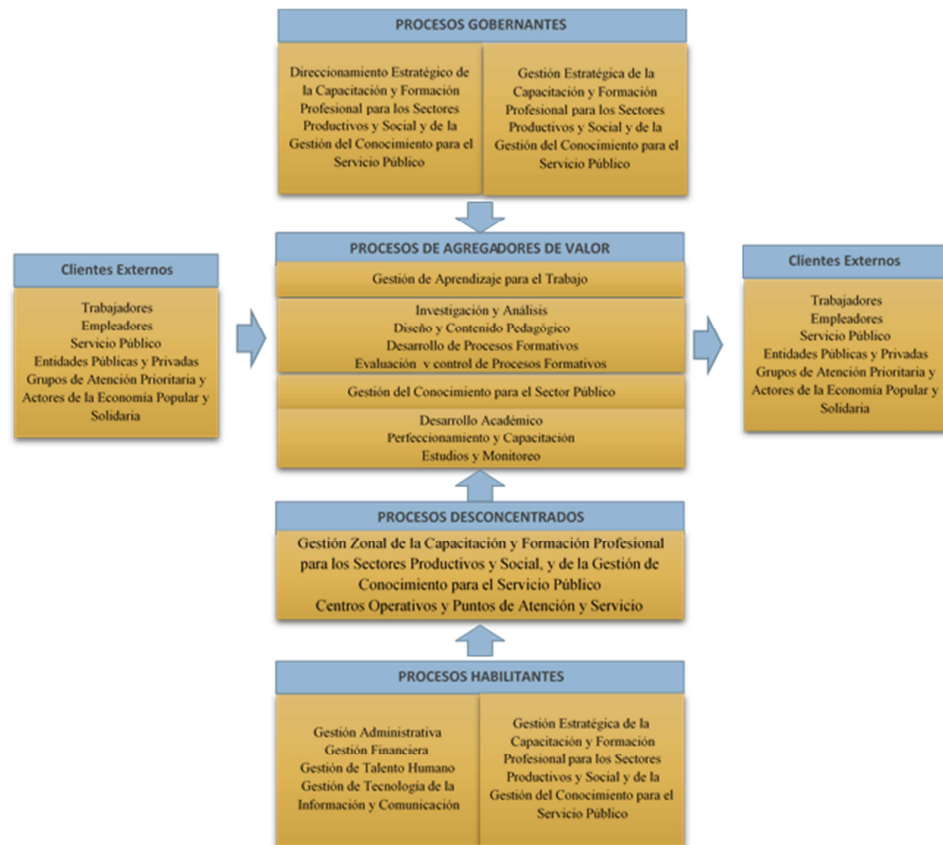 PROCESOS GOBERNANTES
Direccionamiento Estratégico de
la Capacitación y Formación
Profesional para los Sectores
Productivos y Social y de la
Gestión del Conocimiento para el
Servicio Público
Gestión Estratégica de la
Capacitación y Formación
Profesional para los Sectores
Productivos y Social y de la
Gestión del Conocimiento para el
Servicio Público
Clientes Externos
Trabajadores
Empleadores
Servicio Público
Entidades Públicas y Privadas
Grupos de Atención Prioritaria y
Actores de la Economía Popular y
Solidaria
PROCESOS DE AGREGADORES DE VALOR
Gestión de Aprendizaje para el Trabajo
Investigación y Análisis
Diseño y Contenido Pedagógico
Desarrollo de Procesos Formativos
Evaluación y control de Procesos Formativos
Gestión del Conocimiento para el Sector Público
Desarrollo Académico
Perfeccionamiento y Capacitación
Estudios y Monitoreo
Clientes Externos
Trabajadores
Empleadores
Servicio Público
Entidades Públicas y Privadas
Grupos de Atención Prioritaria y
Actores de la Economía Popular y
Solidaria
PROCESOS DESCONCENTRADOS
Gestión Zonal de la Capacitación y Formación Profesional
para los Sectores Productivos y Social, y de la Gestión de
Conocimiento para el Servicio Público
Centros Operativos y Puntos de Atención y Servicio
PROCESOS HABILITANTES
Gestión Administrativa
Gestión Financiera
Gestión de Talento Humano
Gestión de Tecnología de la
Información y Comunicación
Gestión Estratégica de la
Capacitación y Formación
Profesional para los Sectores
Productivos y Social y de la
Gestión del Conocimiento para el
Servicio Público